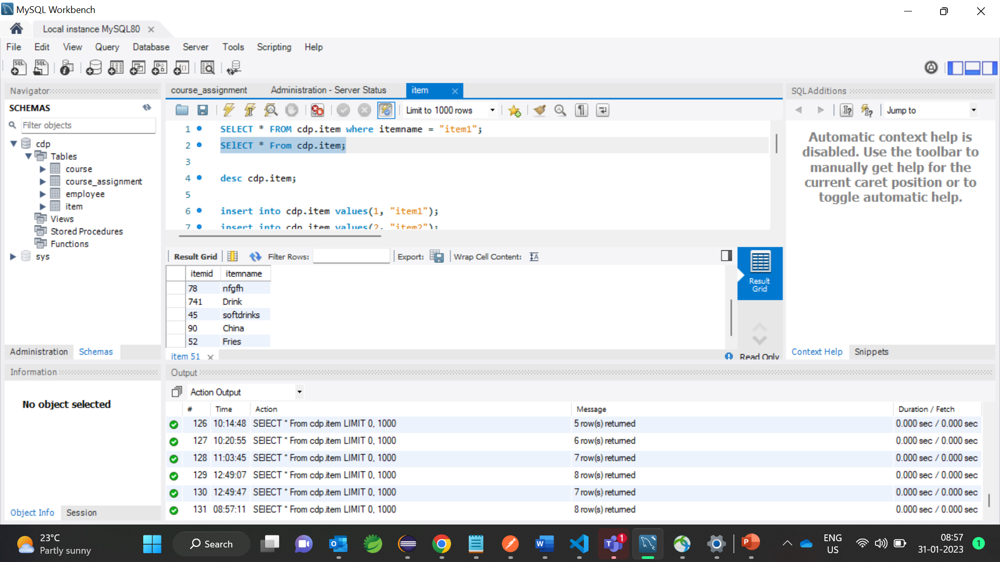 MySQL Workbench
Local instance MySQL80
File Edit View Query Database Server Tools Scripting Help
Navigator
SCHEMAS
Filter objects
cdp
Tables
course
course_assignment
employee
item
Views
Stored Procedures
Functions
sys
Administration Schemas
Information
No object selected
Object Info Session
course_assignment Administration - Server Status item
Limit to 1000 rows
1 SELECT * FROM cdp.item where itemname = "item1";
2 SElECT * From cdp.item;
3
4 desc cdp.item;
5
6 insert into cdp.item values(1, "item1");
7 insert into cdp.item values(2, "item2");
Result Grid Filter Rows: Export: Wrap Cell Content:
itemid itemname
78 nfgfh
741 Drink
45 softdrinks
90 China
52 Fries
Result
Grid
item 51
Read Only
SQLAdditions
Jump to
Automatic context help is
disabled. Use the toolbar to
manually get help for the
current caret position or to
toggle automatic help.
Context Help Snippets
Output
Action Output
# Time Action Message Duration / Fetch
126 10:14:48 SElECT * From cdp.item LIMIT 0, 1000 5 row(s) returned 0.000 sec / 0.000 sec
127 10:20:55 SElECT * From cdp.item LIMIT 0, 1000 6 row(s) returned 0.000 sec / 0.000 sec
128 11:03:45 SElECT * From cdp.item LIMIT 0, 1000 7 row(s) returned 0.000 sec / 0.000 sec
129 12:49:07 SElECT * From cdp.item LIMIT 0, 1000 8 row(s) returned 0.000 sec / 0.000 sec
130 12:49:47 SElECT * From cdp.item LIMIT 0, 1000 7 row(s) returned 0.000 sec / 0.000 sec
131 08:57:11 SElECT * From cdp.item LIMIT 0, 1000 8 row(s) returned 0.000 sec / 0.000 sec
23°C
Partly sunny
Search
1
ENG
US
08:57
31-01-2023
1